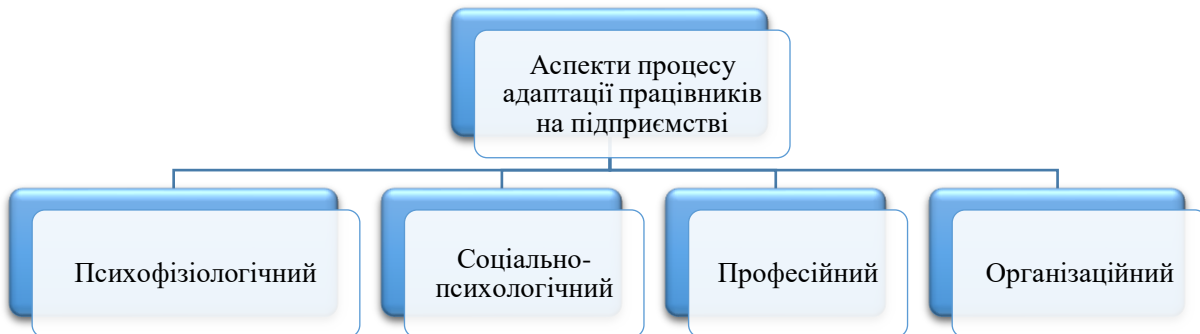 Аспекти процесу
адаптації працівників
на підприємстві
Психофізіологічний
Соціально-
психологічний
Професійний
Організаційний